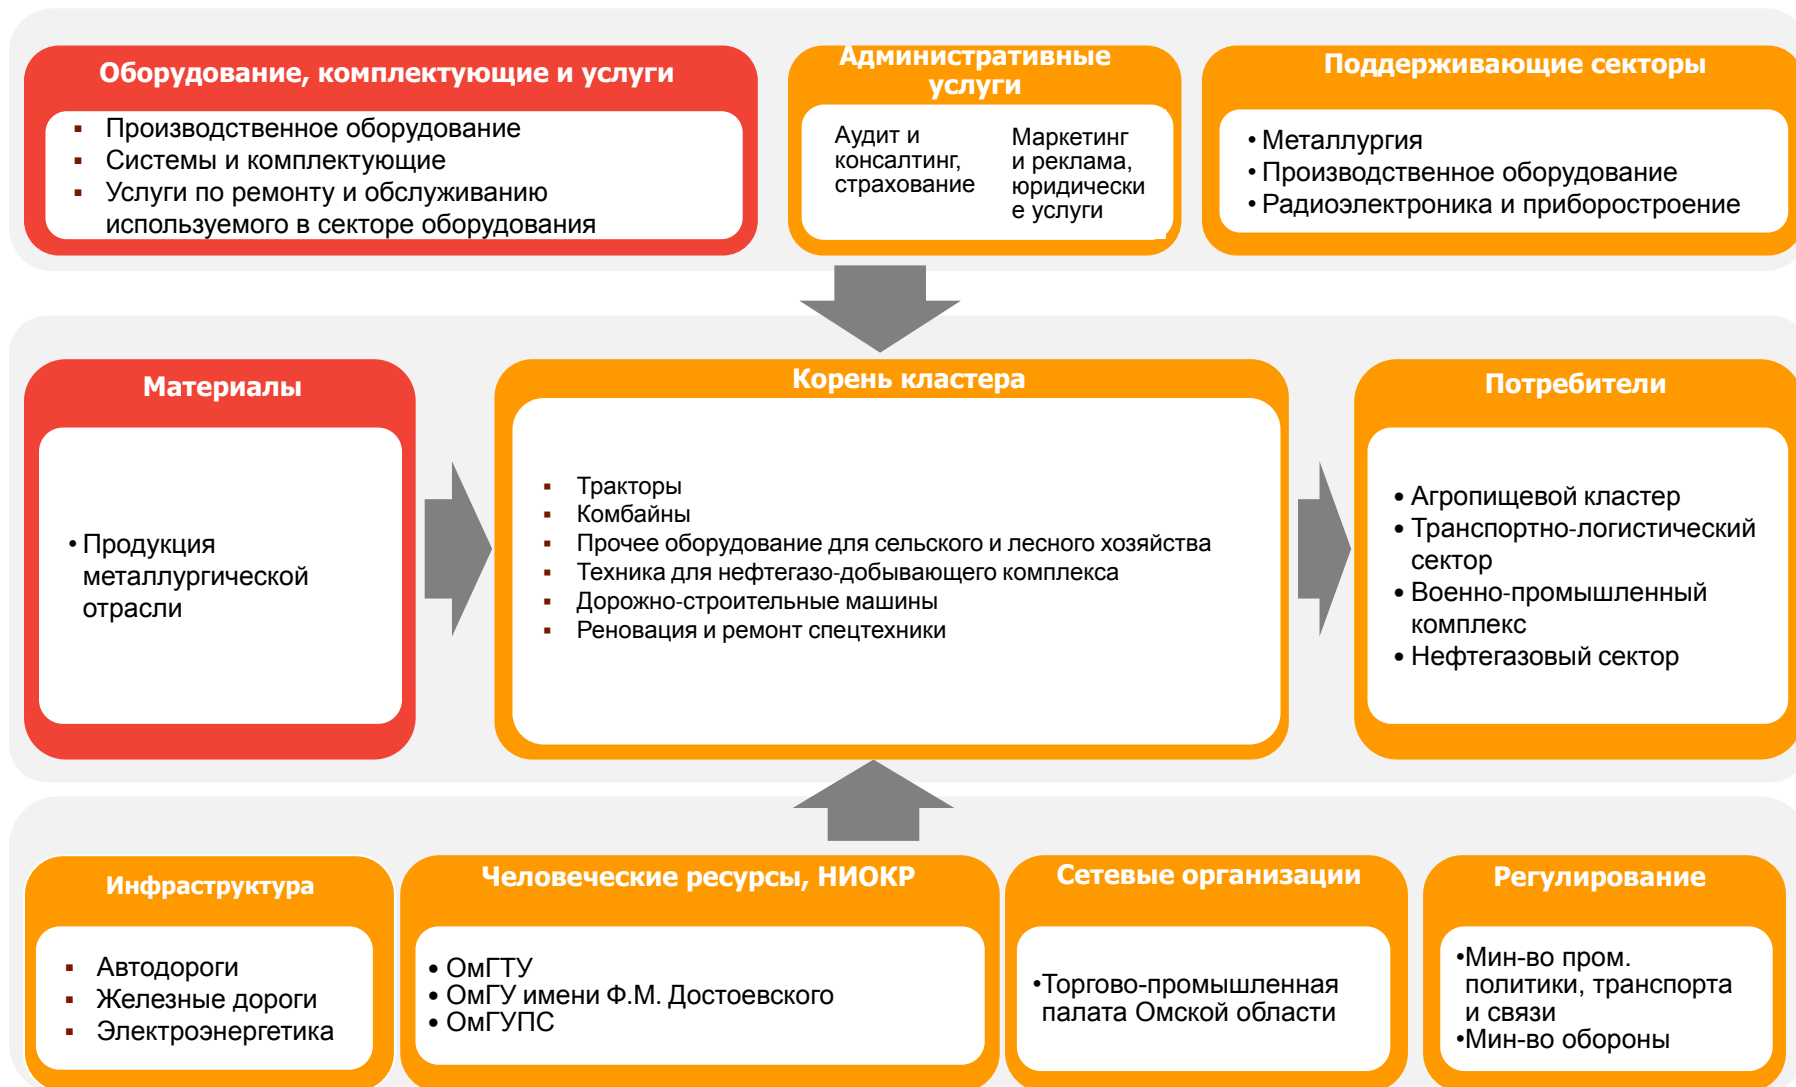 Оборудование, комплектующие и услуги
▪ Производственное оборудование
▪ Системы и комплектующие
▪ Услуги по ремонту и обслуживанию
используемого в секторе оборудования
Административные
услуги
Аудит и
консалтинг,
страхование
Маркетинг
и реклама,
юридически
е услуги
Поддерживающие секторы
• Металлургия
• Производственное оборудование
• Радиоэлектроника и приборостроение
Материалы
• Продукция
металлургической
отрасли
Корень кластера
▪ Тракторы
▪ Комбайны
▪ Прочее оборудование для сельского и лесного хозяйства
▪ Техника для нефтегазо-добывающего комплекса
▪ Дорожно-строительные машины
▪ Реновация и ремонт спецтехники
Потребители
• Агропищевой кластер
• Транспортно-логистический
сектор
• Военно-промышленный
комплекс
• Нефтегазовый сектор
Инфраструктура
▪ Автодороги
▪ Железные дороги
▪ Электроэнергетика
Человеческие ресурсы, НИОКР
• ОмГТУ
• ОмГУ имени Ф.М. Достоевского
• ОмГУПС
Сетевые организации
•Торгово-промышленная
палата Омской области
Регулирование
•Мин-во пром.
политики, транспорта
и связи
•Мин-во обороны